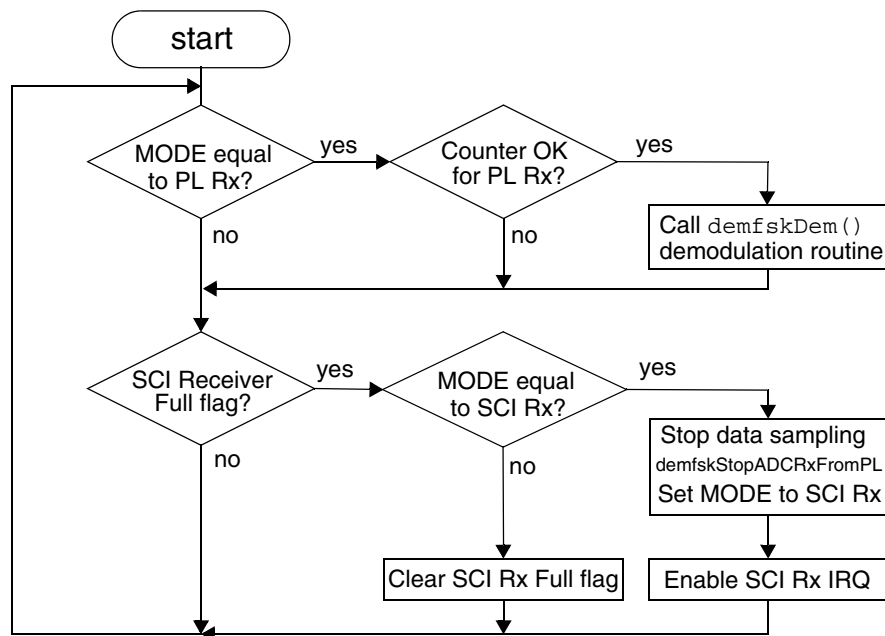 start
MODE equal
to PL Rx?
yes
Counter OK
for PL Rx?
yes
no
no
Call demfskDem()
demodulation routine
SCI Receiver
Full flag?
yes
MODE equal
to SCI Rx?
yes
no
no
Stop data sampling
demfskStopADCRxFromPL
Set MODE to SCI Rx
Clear SCI Rx Full flag
Enable SCI Rx IRQ